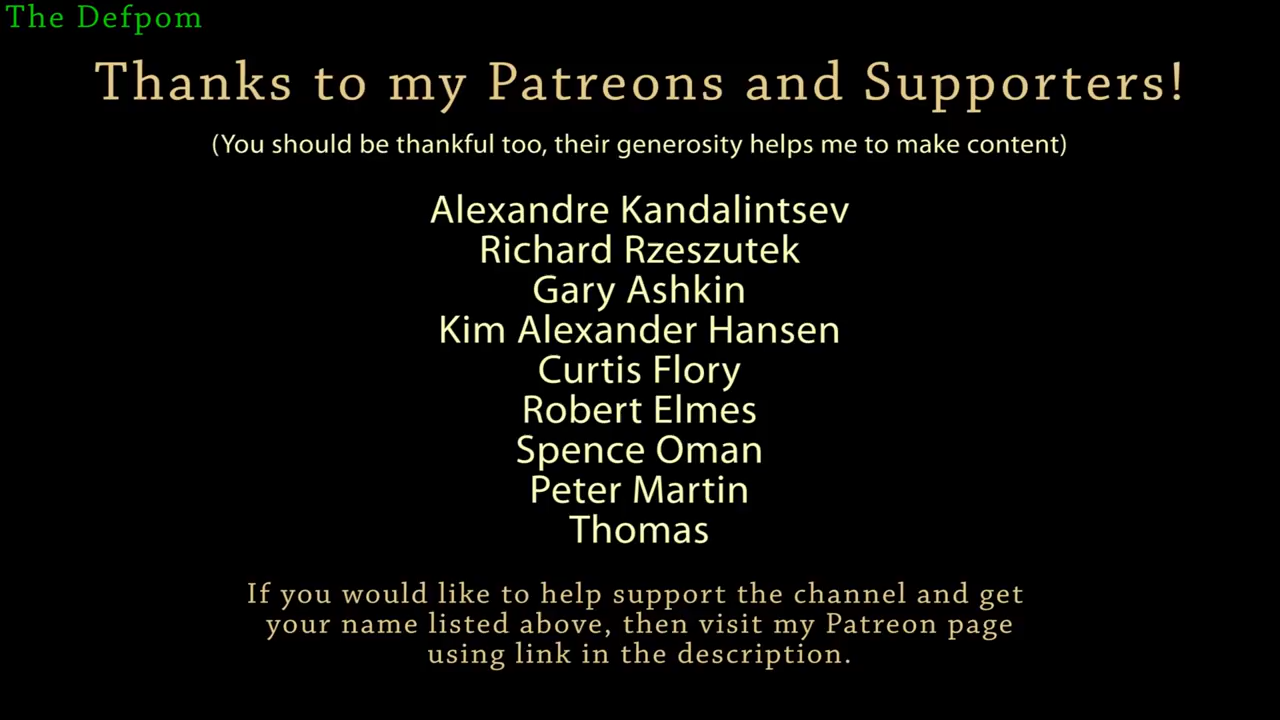 The Defpom
Thanks to my Patreons and Supporters!
(You should be thankful too, their generosity helps me to make content)
Alexandre Kandalintsev
Richard Rzeszutek
Gary Ashkin
Kim Alexander Hansen
Curtis Flory
Robert Elmes
Spence Oman
Peter Martin
Thomas
If you would like to help support the channel and get
your name listed above, then visit my Patreon page
using link in the description.